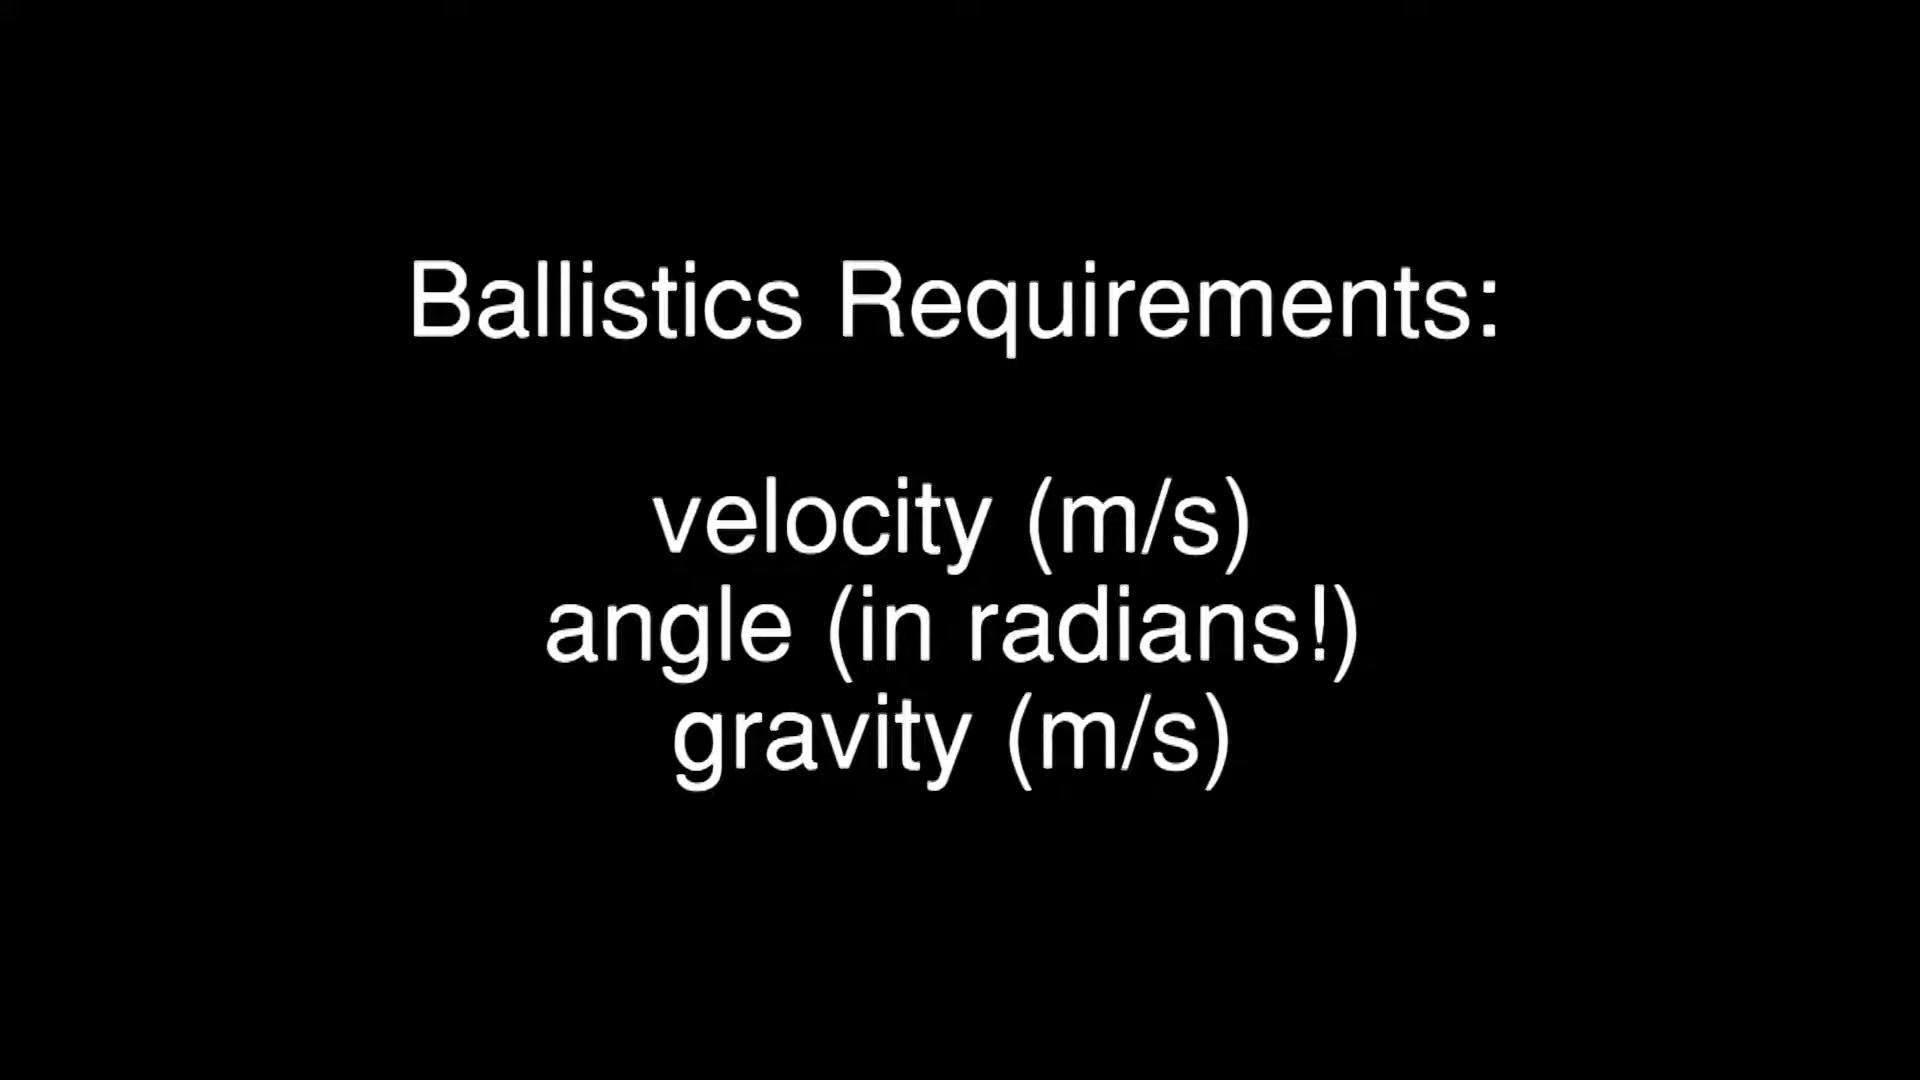 Ballistics Requirements:
velocity (m/s)
angle (in radians!)
gravity (m/s)